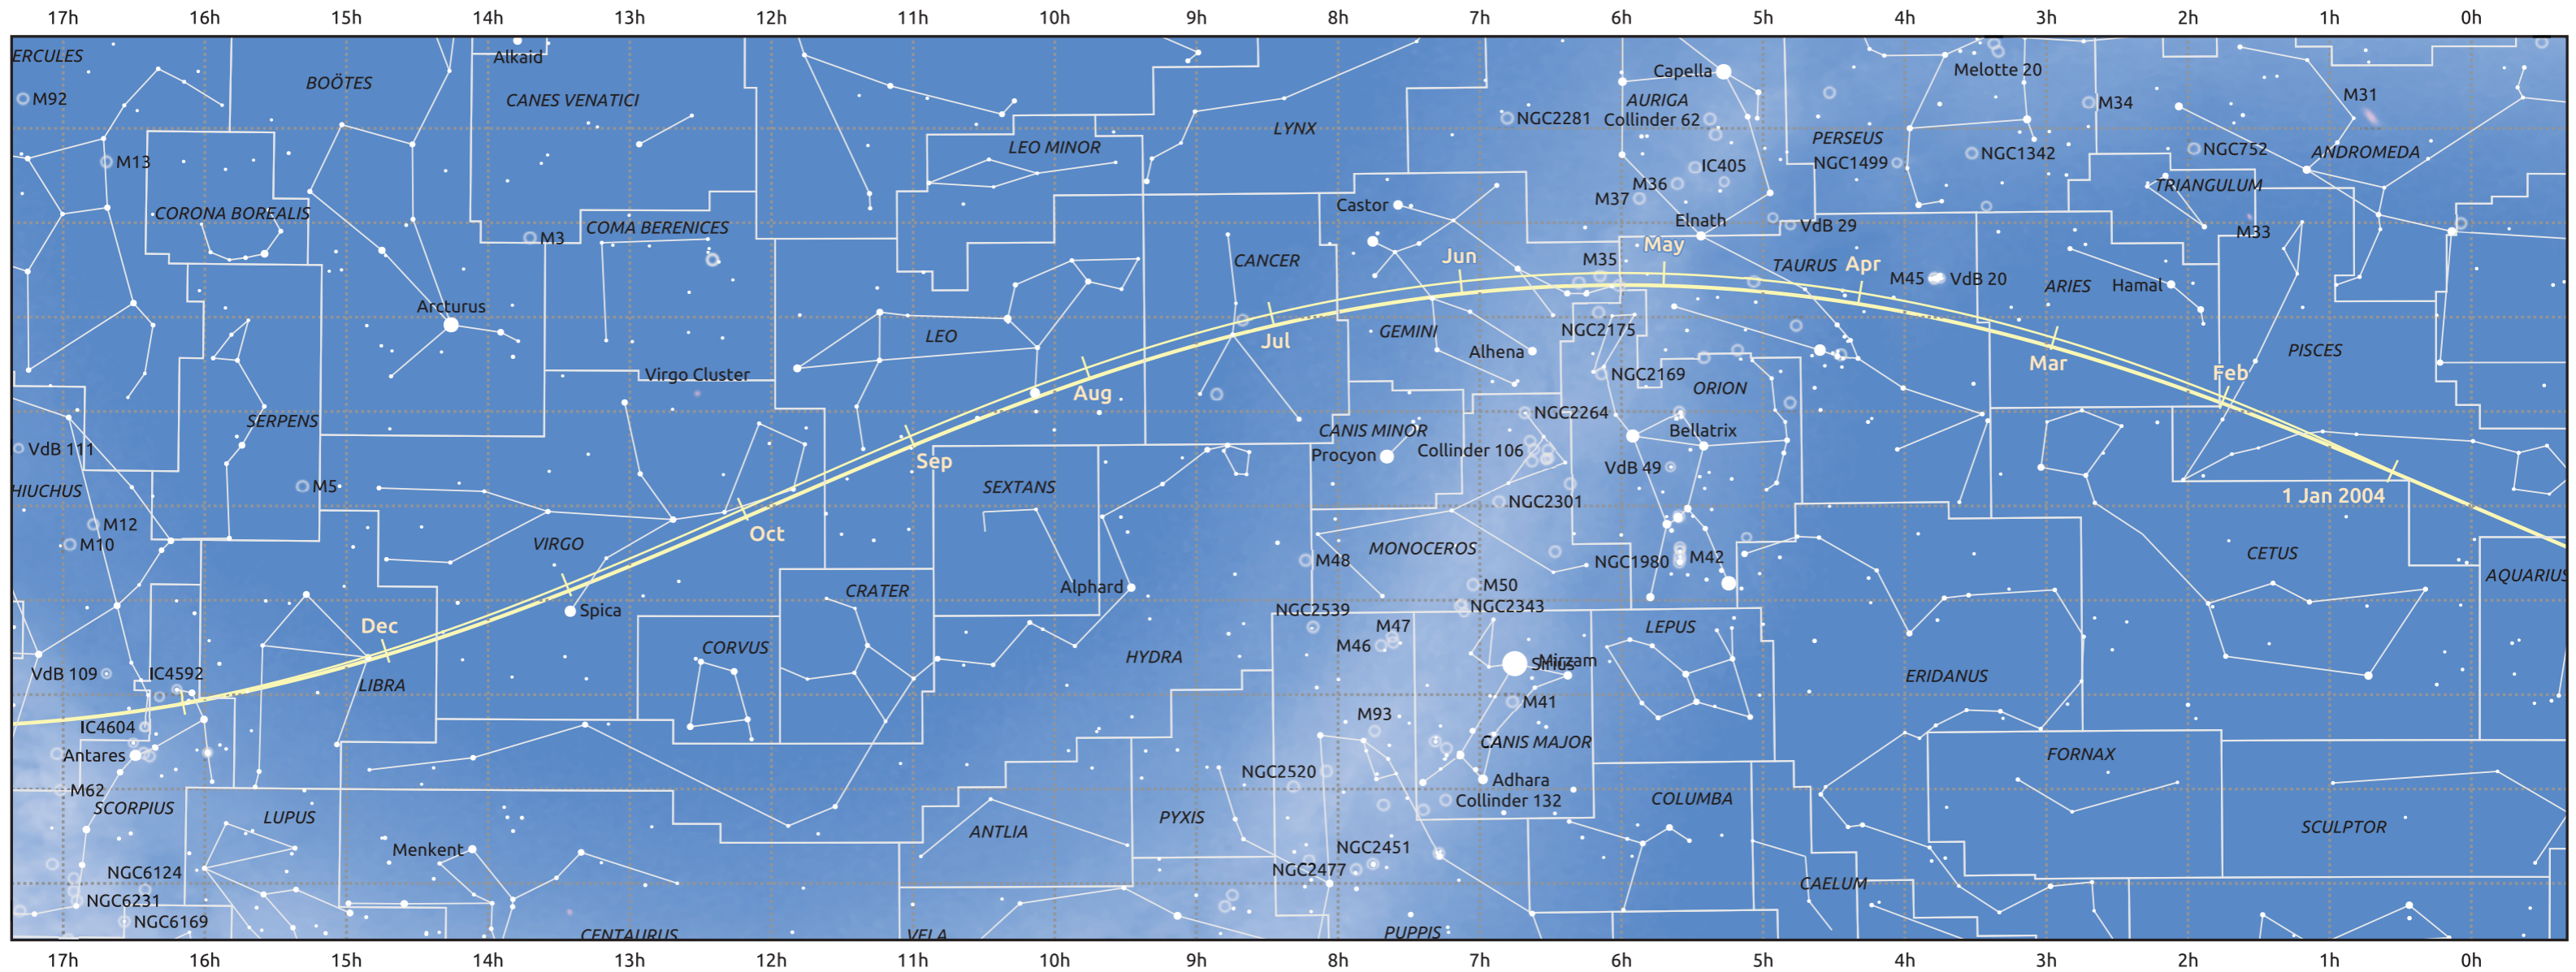 17h 16h 15h 14h 13h 12h 11h 10h 9h 8h 7h 6h 5h 4h 3h 2h 1h 0h
ERCULES
Alkaid
BOÖTES
Capella
Melotte 20
M92
CANES VENATICI
AURIGA
M31
M34
NGC2281
Collinder 62
LYNX
PERSEUS
LEO MINOR
M13
NGC1342
NGC752
ANDROMEDA
IC405
NGC1499
M36
TRIANGULUM
M37
Castor
CORONA BOREALIS
Elnath
VdB 29
COMA BERENICES
M3
M33
May
Jun
CANCER
M35
TAURUS
Apr
M45
VdB 20
ARIES
Hamal
Arcturus
LEO
GEMINI
NGC2175
Jul
Alhena
PISCES
Mar
Virgo Cluster
NGC2169
Feb
ORION
Aug
NGC2264
SERPENS
CANIS MINOR
Bellatrix
VdB 111
Collinder 106
Procyon
Sep
VdB 49
M5
SEXTANS
HIUCHUS
1 Jan 2004
NGC2301
M12
Oct
M10
VIRGO
MONOCEROS
M48
NGC1980
M42
CETUS
AQUARIUS
CRATER
Alphard
M50
Spica
NGC2539
NGC2343
Dec
M47
LEPUS
CORVUS
M46
HYDRA
Sirius
Mirzam
VdB 109
IC4592
LIBRA
ERIDANUS
M41
M93
IC4604
CANIS MAJOR
Antares
FORNAX
NGC2520
Adhara
M62
Collinder 132
COLUMBA
SCORPIUS
LUPUS
PYXIS
ANTLIA
SCULPTOR
Menkent
NGC2451
NGC6124
NGC2477
CAELUM
NGC6231
NGC6169
CENTAURUS
VELA
PUPPIS
17h 16h 15h 14h 13h 12h 11h 10h 9h 8h 7h 6h 5h 4h 3h 2h 1h 0h